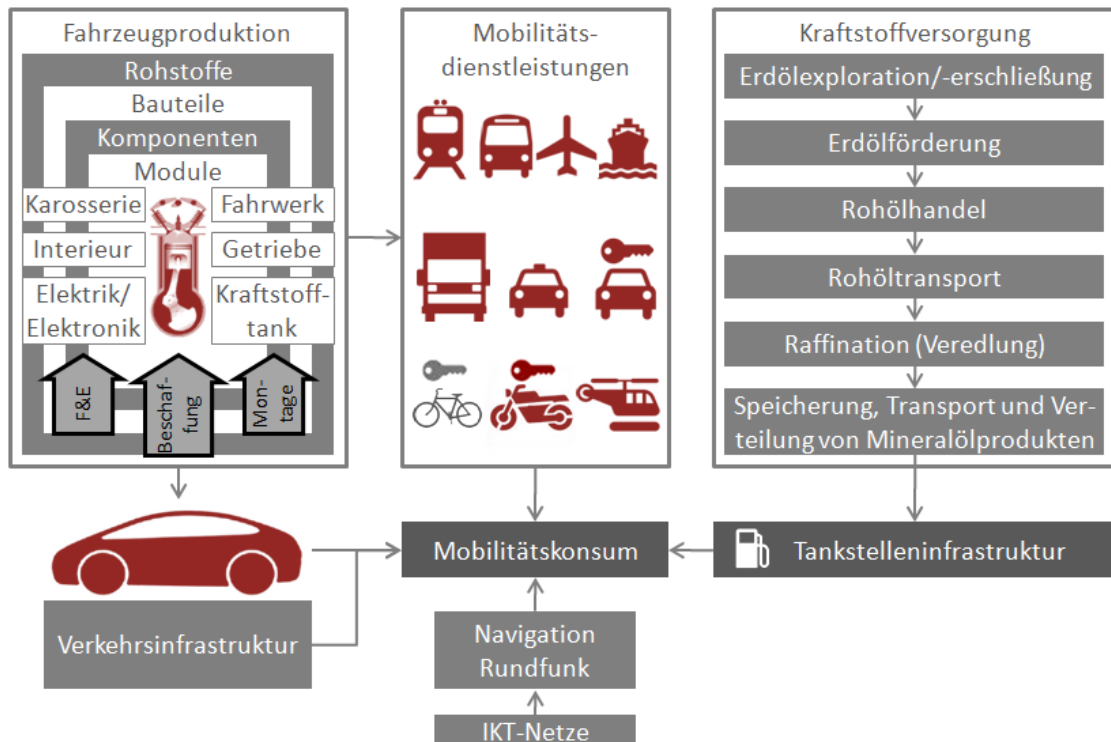 Fahrzeugproduktion
Rohstoffe
Bauteile
Komponenten
Module
Karosserie
Fahrwerk
Interieur
Getriebe
Elektrik/
Elektronik
Kraftstoff-
tank
F&E
Beschaf-
fung
Mon-
tage
Mobilitäts-
dienstleistungen
Kraftstoffversorgung
Erdölexploration/-erschließung
Erdölförderung
Rohölhandel
Rohöltransport
Raffination (Veredlung)
Speicherung, Transport und Ver-
teilung von Mineralölprodukten
Mobilitätskonsum
Tankstelleninfrastruktur
Verkehrsinfrastruktur
Navigation
Rundfunk
IKT-Netze